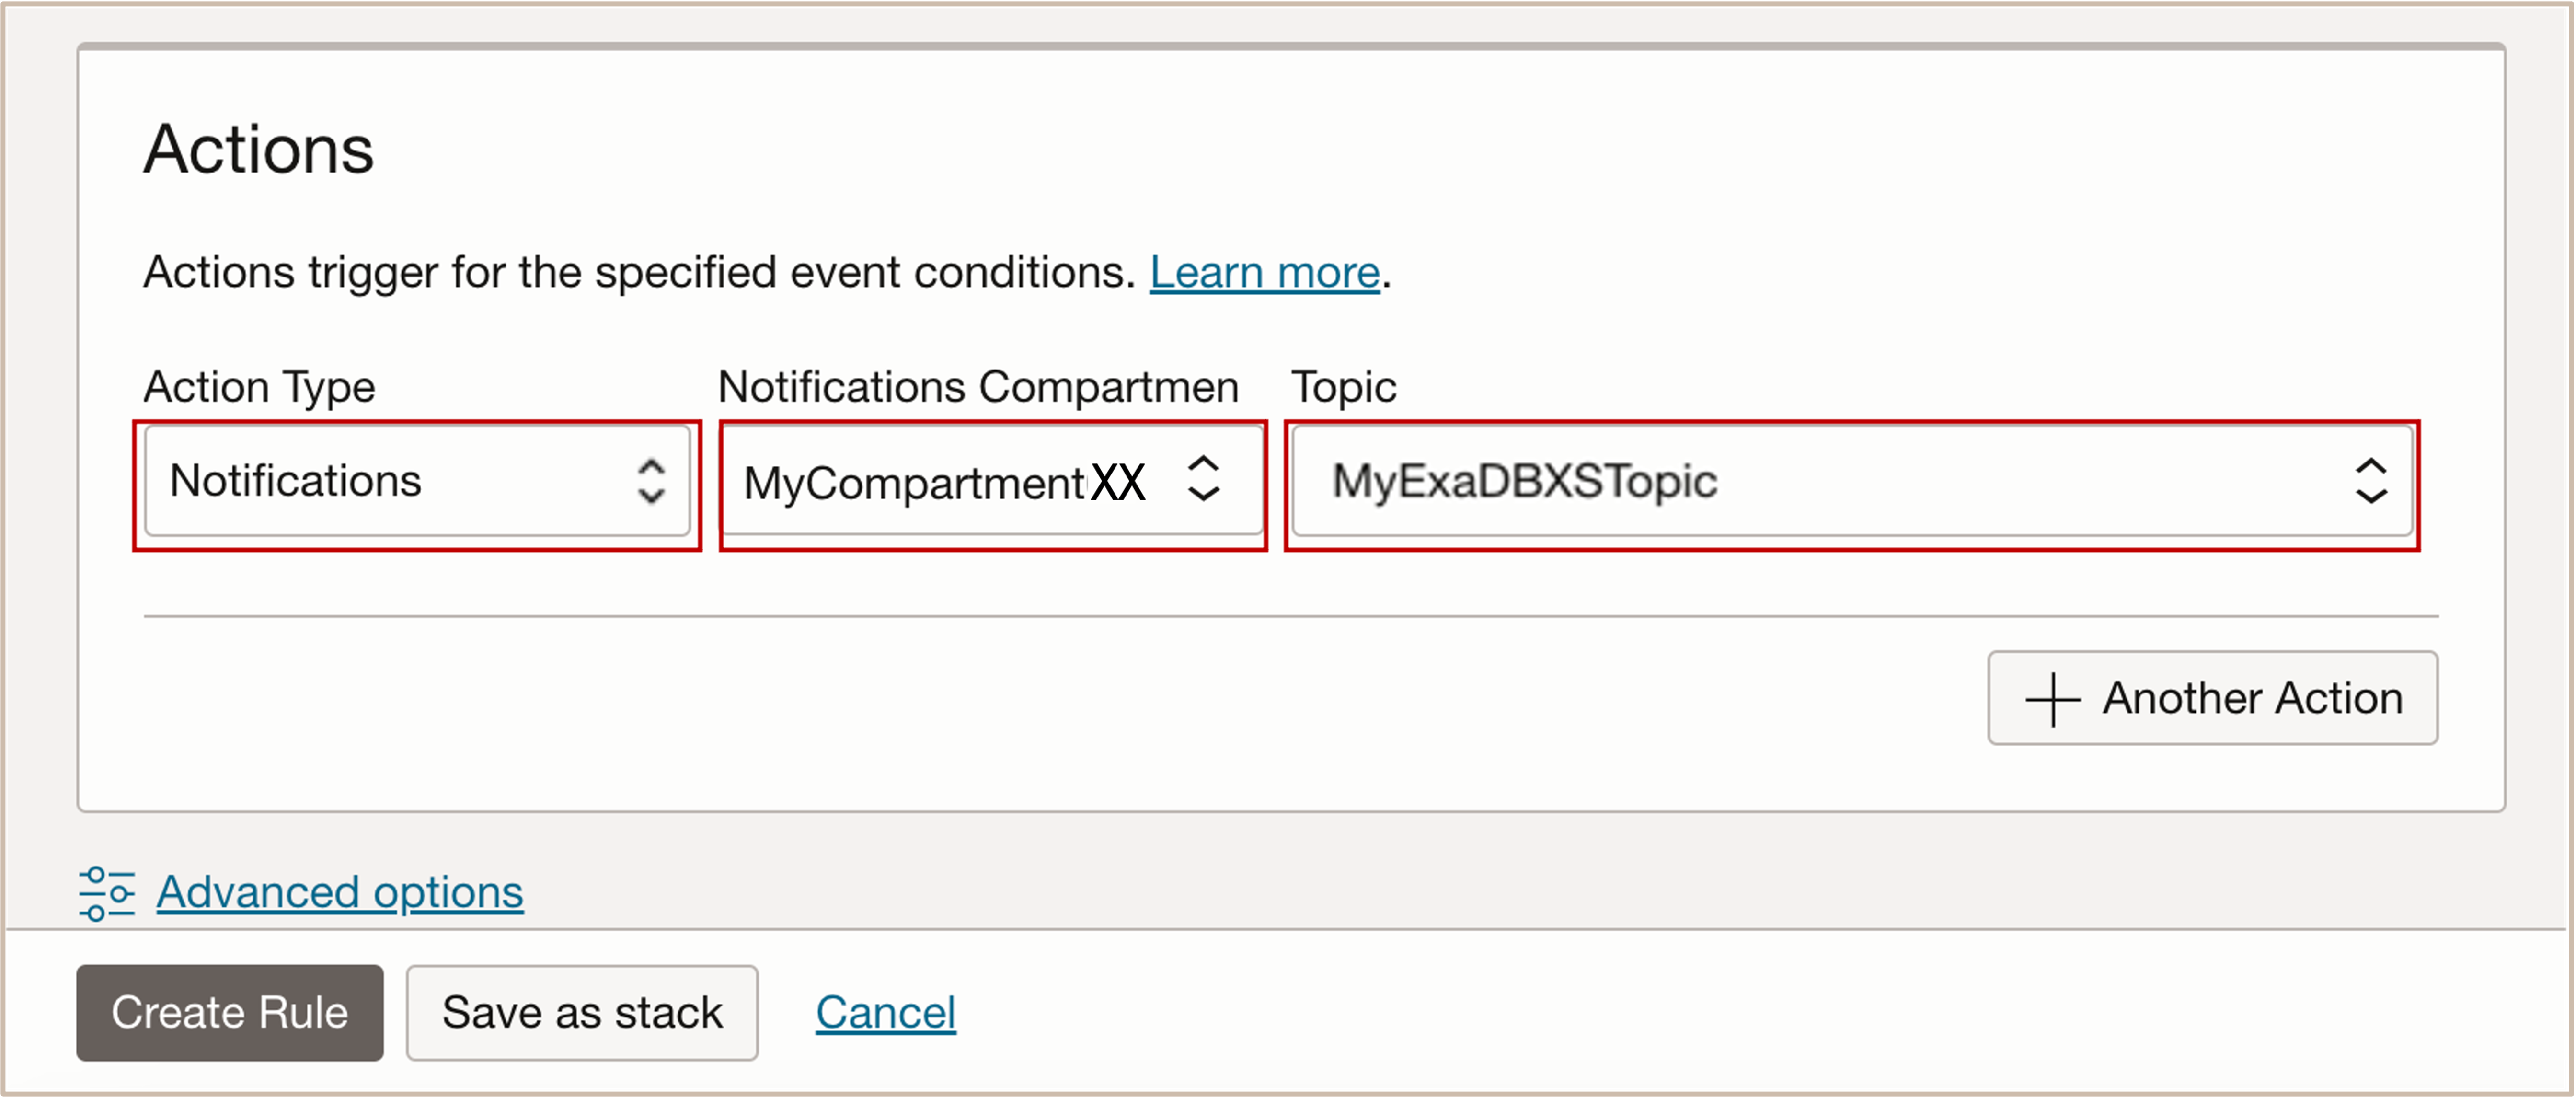 Actions
Actions trigger for the specified event conditions. Learn more.
Action Type Notifications Compartmen Topic
Notifications MyCompartmentXX MyExaDBXSTopic
Another Action
Advanced options
Create Rule Save as stack Cancel